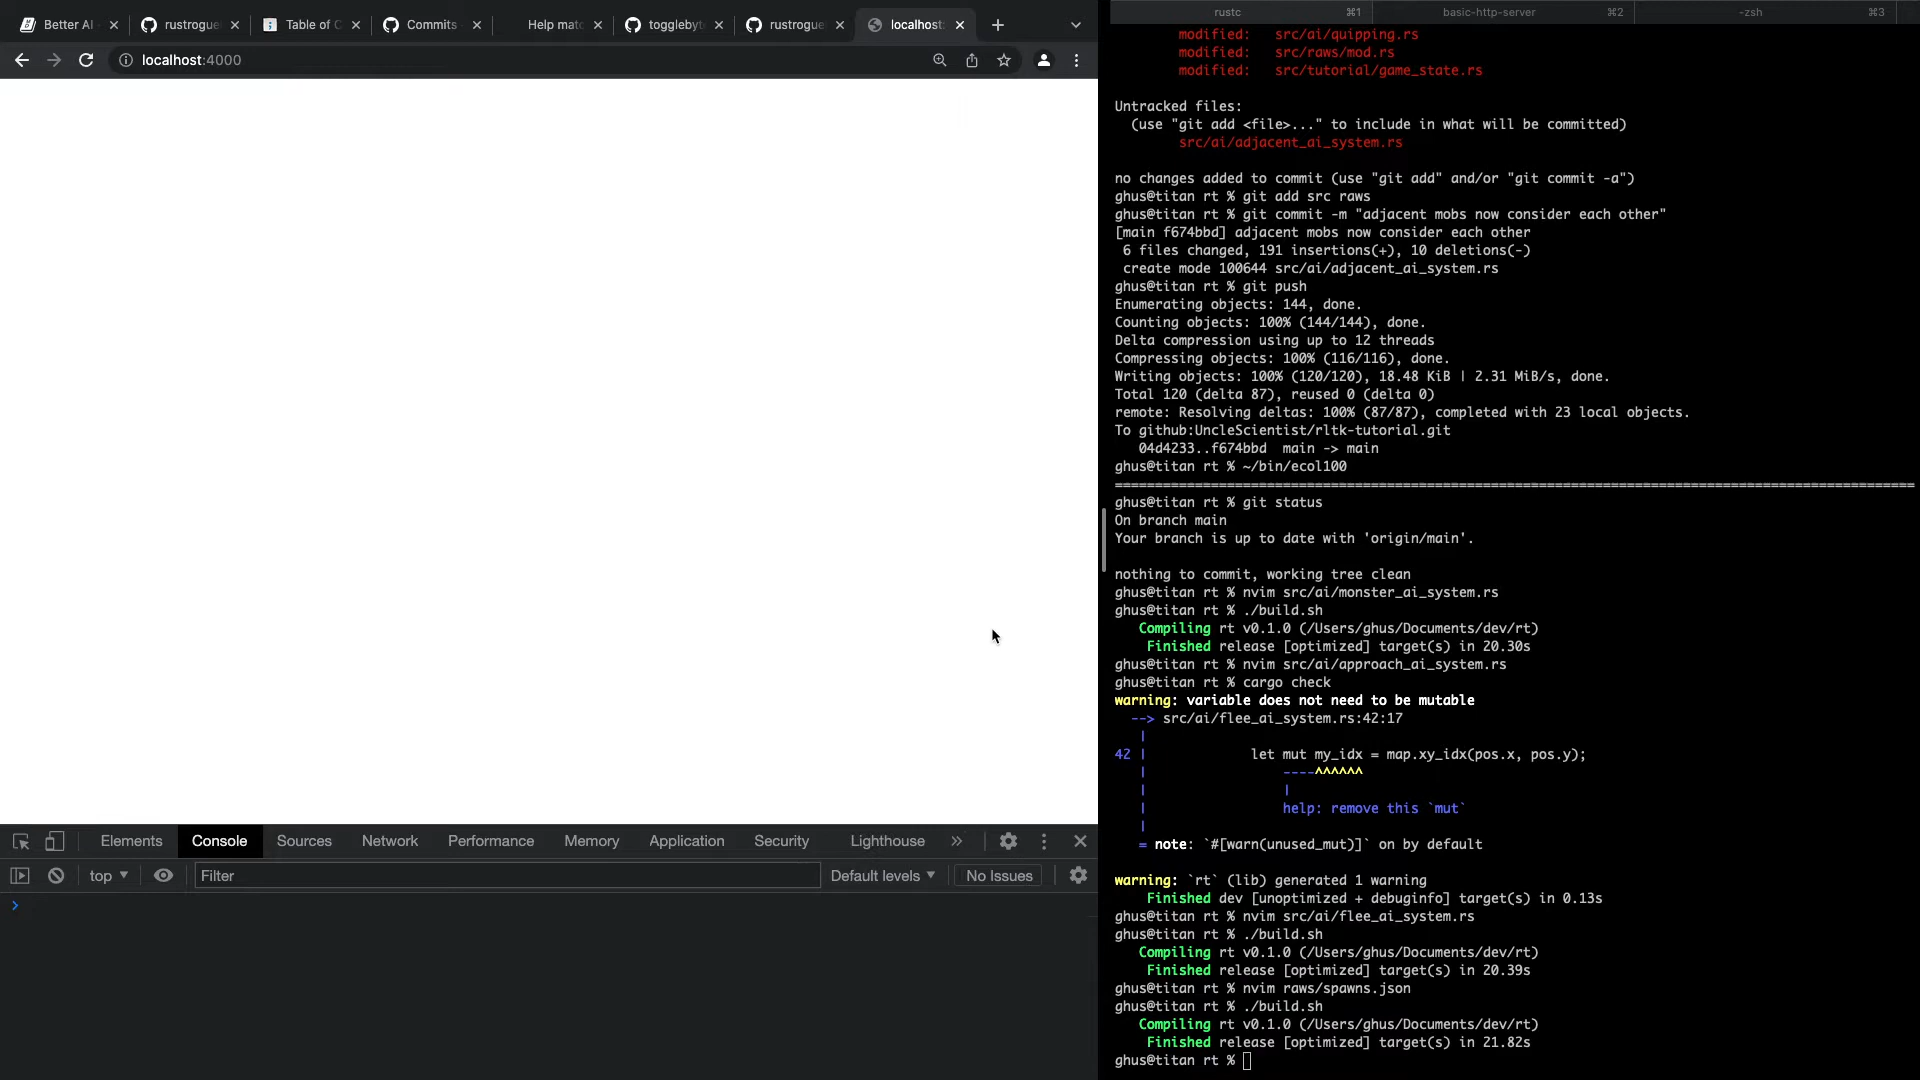 Better AI
rustrogue
Table of C
Commits
Help mat
togglebyt
rustrogue
localhost:
localhost:4000
Elements
Console
Sources
Network
Performance
Memory
Application
Security
Lighthouse
top
Filter
Default levels
No Issues
rustc
⌘1
basic-http-server
⌘2
-zsh
⌘3
modified:   src/ai/quipping.rs
modified:   src/raws/mod.rs
modified:   src/tutorial/game_state.rs
Untracked files:
(use "git add <file>..." to include in what will be committed)
src/ai/adjacent_ai_system.rs
no changes added to commit (use "git add" and/or "git commit -a")
ghus@titan rt % git add src raws
ghus@titan rt % git commit -m "adjacent mobs now consider each other"
[main f674bbd] adjacent mobs now consider each other
6 files changed, 191 insertions(+), 10 deletions(-)
create mode 100644 src/ai/adjacent_ai_system.rs
ghus@titan rt % git push
Enumerating objects: 144, done.
Counting objects: 100% (144/144), done.
Delta compression using up to 12 threads
Compressing objects: 100% (116/116), done.
Writing objects: 100% (120/120), 18.48 KiB | 2.31 MiB/s, done.
Total 120 (delta 87), reused 0 (delta 0)
remote: Resolving deltas: 100% (87/87), completed with 23 local objects.
To github:UncleScientist/rltk-tutorial.git
04d4233..f674bbd  main -> main
ghus@titan rt % ~/bin/ecol100
====================================================================================================
ghus@titan rt % git status
On branch main
Your branch is up to date with 'origin/main'.
nothing to commit, working tree clean
ghus@titan rt % nvim src/ai/monster_ai_system.rs
ghus@titan rt % ./build.sh
Compiling rt v0.1.0 (/Users/ghus/Documents/dev/rt)
Finished release [optimized] target(s) in 20.30s
ghus@titan rt % nvim src/ai/approach_ai_system.rs
ghus@titan rt % cargo check
warning: variable does not need to be mutable
--> src/ai/flee_ai_system.rs:42:17
|
42 |             let mut my_idx = map.xy_idx(pos.x, pos.y);
|                 ----^^^^^^
|                 |
|                 help: remove this `mut`
|
= note: `#[warn(unused_mut)]` on by default
warning: `rt` (lib) generated 1 warning
Finished dev [unoptimized + debuginfo] target(s) in 0.13s
ghus@titan rt % nvim src/ai/flee_ai_system.rs
ghus@titan rt % ./build.sh
Compiling rt v0.1.0 (/Users/ghus/Documents/dev/rt)
Finished release [optimized] target(s) in 20.39s
ghus@titan rt % nvim raws/spawns.json
ghus@titan rt % ./build.sh
Compiling rt v0.1.0 (/Users/ghus/Documents/dev/rt)
Finished release [optimized] target(s) in 21.82s
ghus@titan rt %